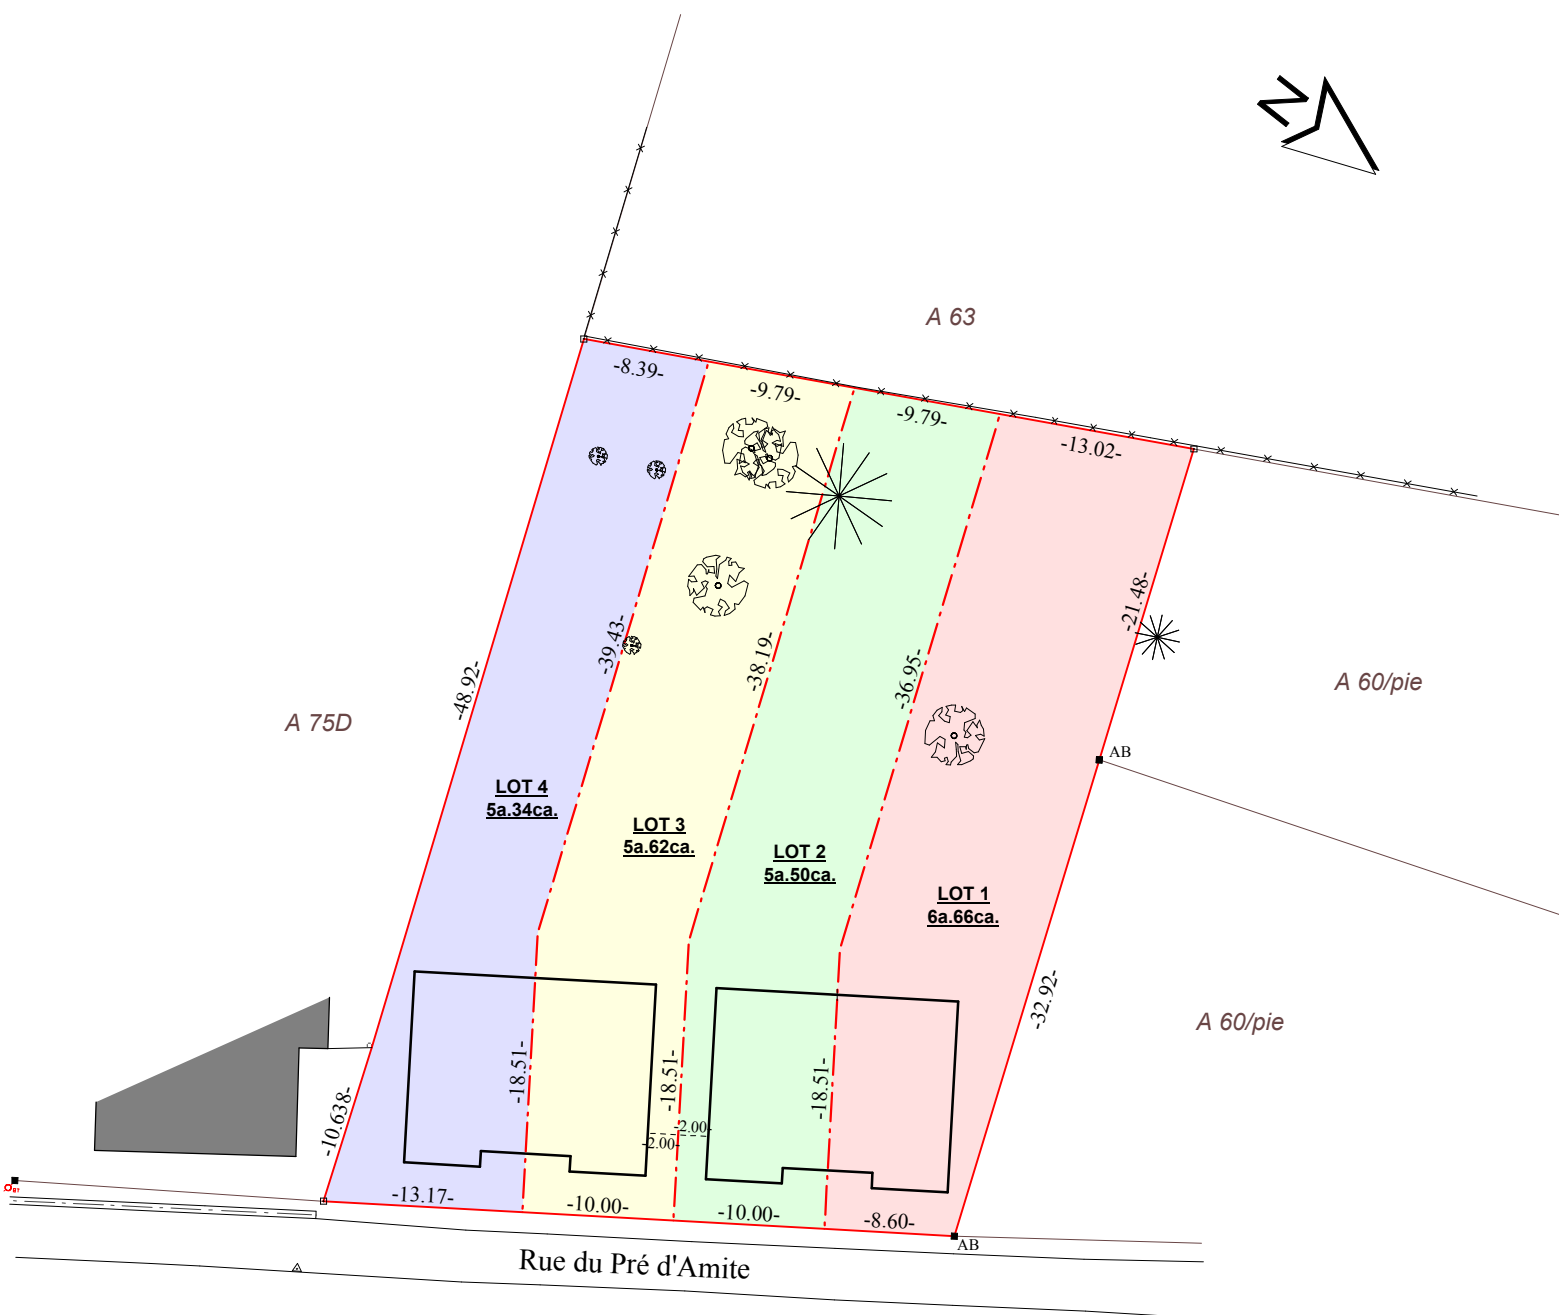 N
A 63
-8.39-
-9.79-
-9.79-
-13.02-
-21.48-
-39.43-
-38.19-
-36.95-
-48.92-
A 60/pie
A 75D
AB
LOT 4
5a.34ca.
LOT 3
5a.62ca.
LOT 2
5a.50ca.
LOT 1
6a.66ca.
-32.92-
A 60/pie
-18.51-
-18.51-
-18.51-
-10.638-
-2.00-
-2.00-
BT
-13.17-
-10.00-
-10.00-
-8.60-
AB
Rue du Pré d'Amite